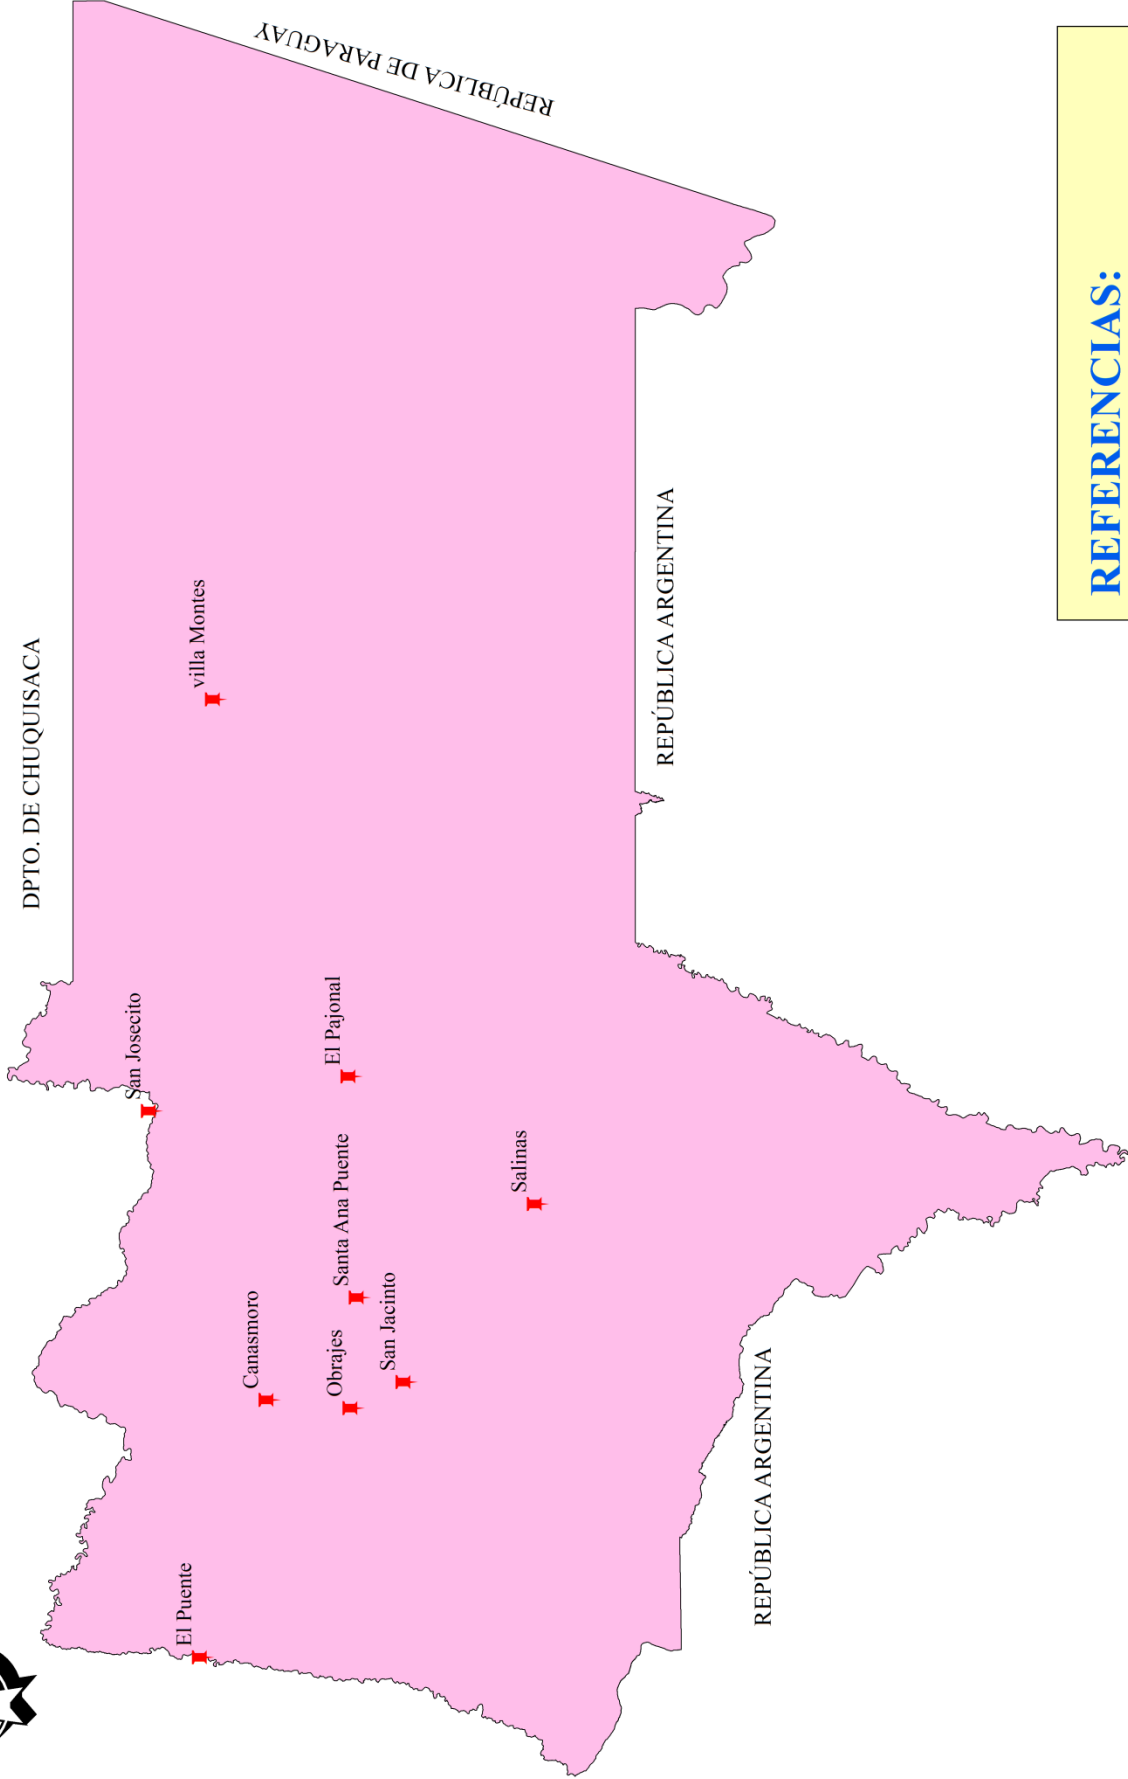 DPTO. DE CHUQUISACA
REPÚBLICA DE PARAGUAY
San Josecito
villa Montes
El Puente
Canasmoro
Obrajes
Santa Ana Puente
El Pajonal
San Jacinto
Salinas
REPÚBLICA ARGENTINA
REPÚBLICA ARGENTINA
REFERENCIAS: